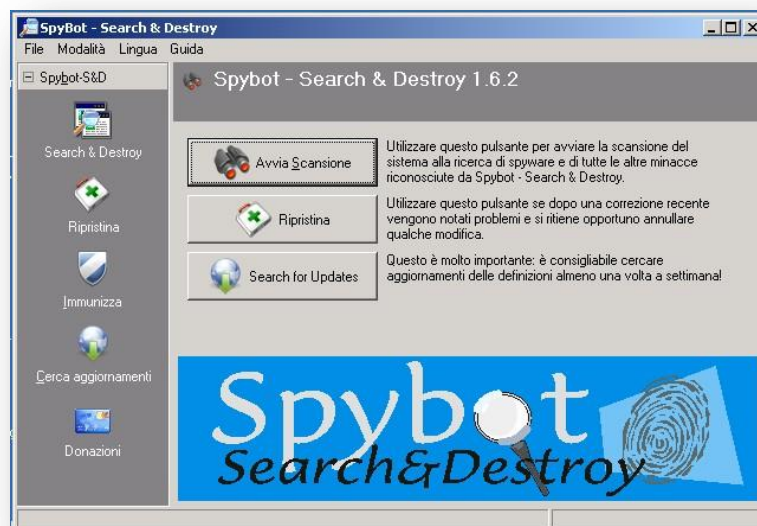 SpyBot - Search & Destroy
File Modalità Lingua Guida
Spybot-S&D
Search & Destroy
Ripristina
Immunizza
Cerca aggiornamenti
Donazioni
Spybot - Search & Destroy 1.6.2
Avvia Scansione
Utilizzare questo pulsante per avviare la scansione del
sistema alla ricerca di spyware e di tutte le altre minacce
riconosciute da Spybot - Search & Destroy.
Ripristina
Utilizzare questo pulsante se dopo una correzione recente
vengono notati problemi e si ritiene opportuno annullare
qualche modifica.
Search for Updates
Questo è molto importante: è consigliabile cercare
aggiornamenti delle definizioni almeno una volta a settimana!
Spybot
Search&Destroy